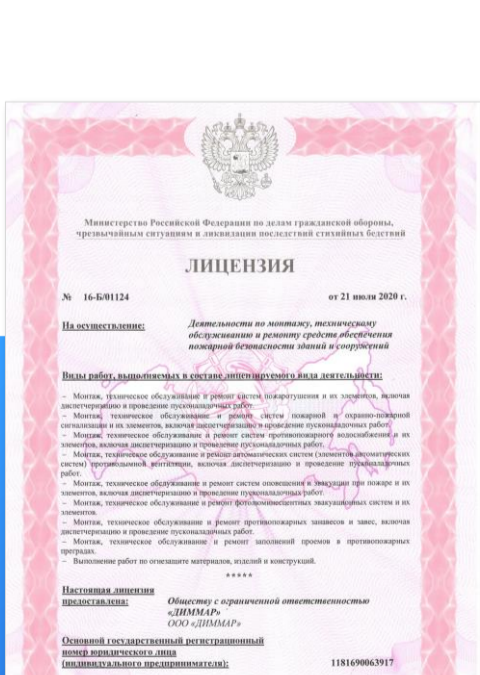 Министерство Российской Федерации по делам гражданской обороны,
чрезвычайным ситуациям и ликвидации последствий стихийных бедствий
ЛИЦЕНЗИЯ
№ 16-Б/01124 от 21 июля 2020 г.
На осуществление: Деятельности по монтажу, техническому
обслуживанию и ремонту средств обеспечения
пожарной безопасности зданий и сооружений
Виды работ, выполняемых в составе лицензируемого вида деятельности:
– Монтаж, техническое обслуживание и ремонт систем пожаротушения и их элементов, включая
диспетчеризацию и проведение пусконаладочных работ.
– Монтаж, техническое обслуживание и ремонт систем пожарной и охранно-пожарной
сигнализации и их элементов, включая диспетчеризацию и проведение пусконаладочных работ.
– Монтаж, техническое обслуживание и ремонт систем противопожарного водоснабжения и их
элементов, включая диспетчеризацию и проведение пусконаладочных работ.
– Монтаж, техническое обслуживание и ремонт автоматических систем (элементов автоматических
систем) противодымной вентиляции, включая диспетчеризацию и проведение пусконаладочных
работ.
– Монтаж, техническое обслуживание и ремонт систем оповещения и эвакуации при пожаре и их
элементов, включая диспетчеризацию и проведение пусконаладочных работ.
– Монтаж, техническое обслуживание и ремонт фотолюминесцентных эвакуационных систем и их
элементов.
– Монтаж, техническое обслуживание и ремонт противопожарных занавесов и завес, включая
диспетчеризацию и проведение пусконаладочных работ.
– Монтаж, техническое обслуживание и ремонт заполнений проемов в противопожарных
преградах.
– Выполнение работ по огнезащите материалов, изделий и конструкций.
*****
Настоящая лицензия
предоставлена: Обществу с ограниченной ответственностью
«ДИММАР»
ООО «ДИММАР»
Основной государственный регистрационный
номер юридического лица
(индивидуального предпринимателя): 1181690063917